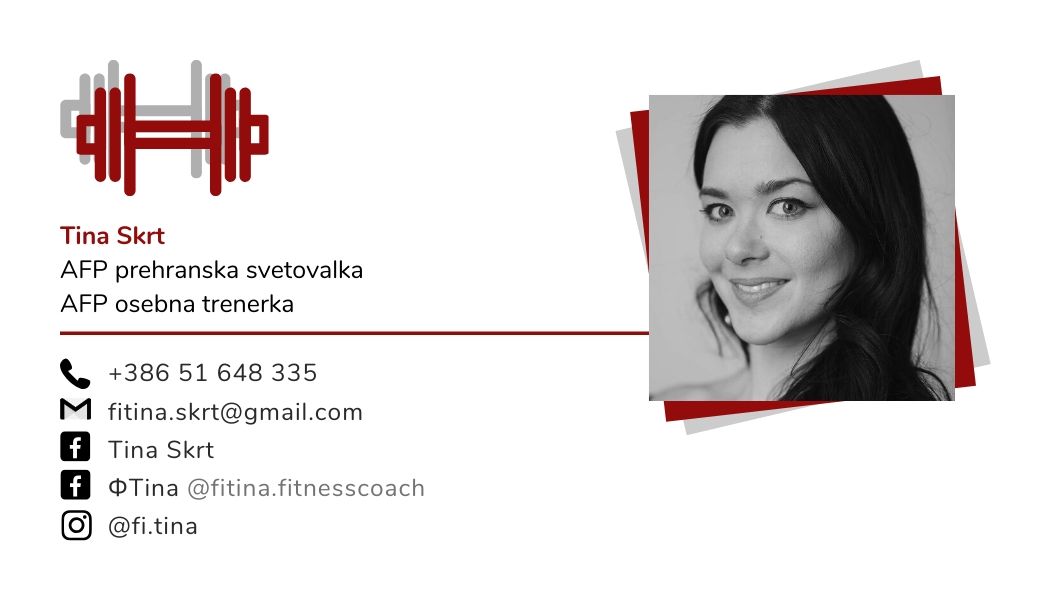 Tina Skrt
AFP prehranska svetovalka
AFP osebna trenerka
+386 51 648 335
fitina.skrt@gmail.com
Tina Skrt
ΦTina @fitina.fitnesscoach
@fi.tina